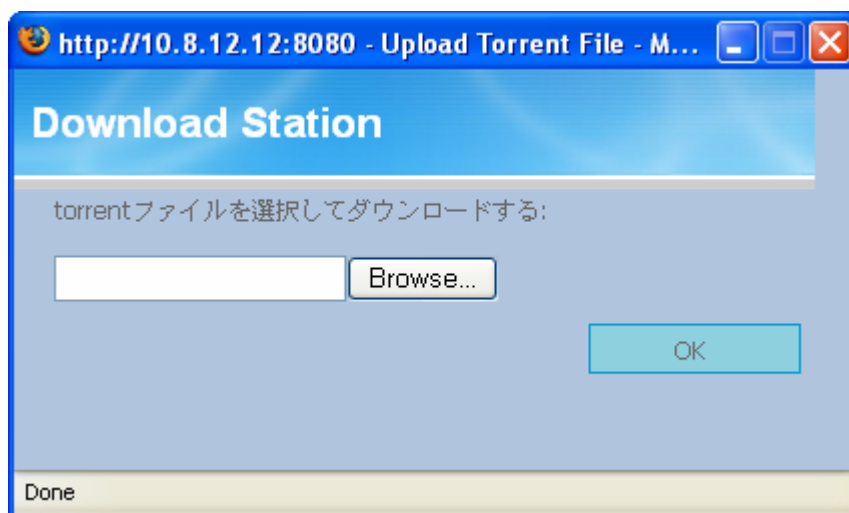 http://10.8.12.12:8080 - Upload Torrent File - M...
Download Station
torrentファイルを選択してダウンロードする:
Browse...
OK
Done